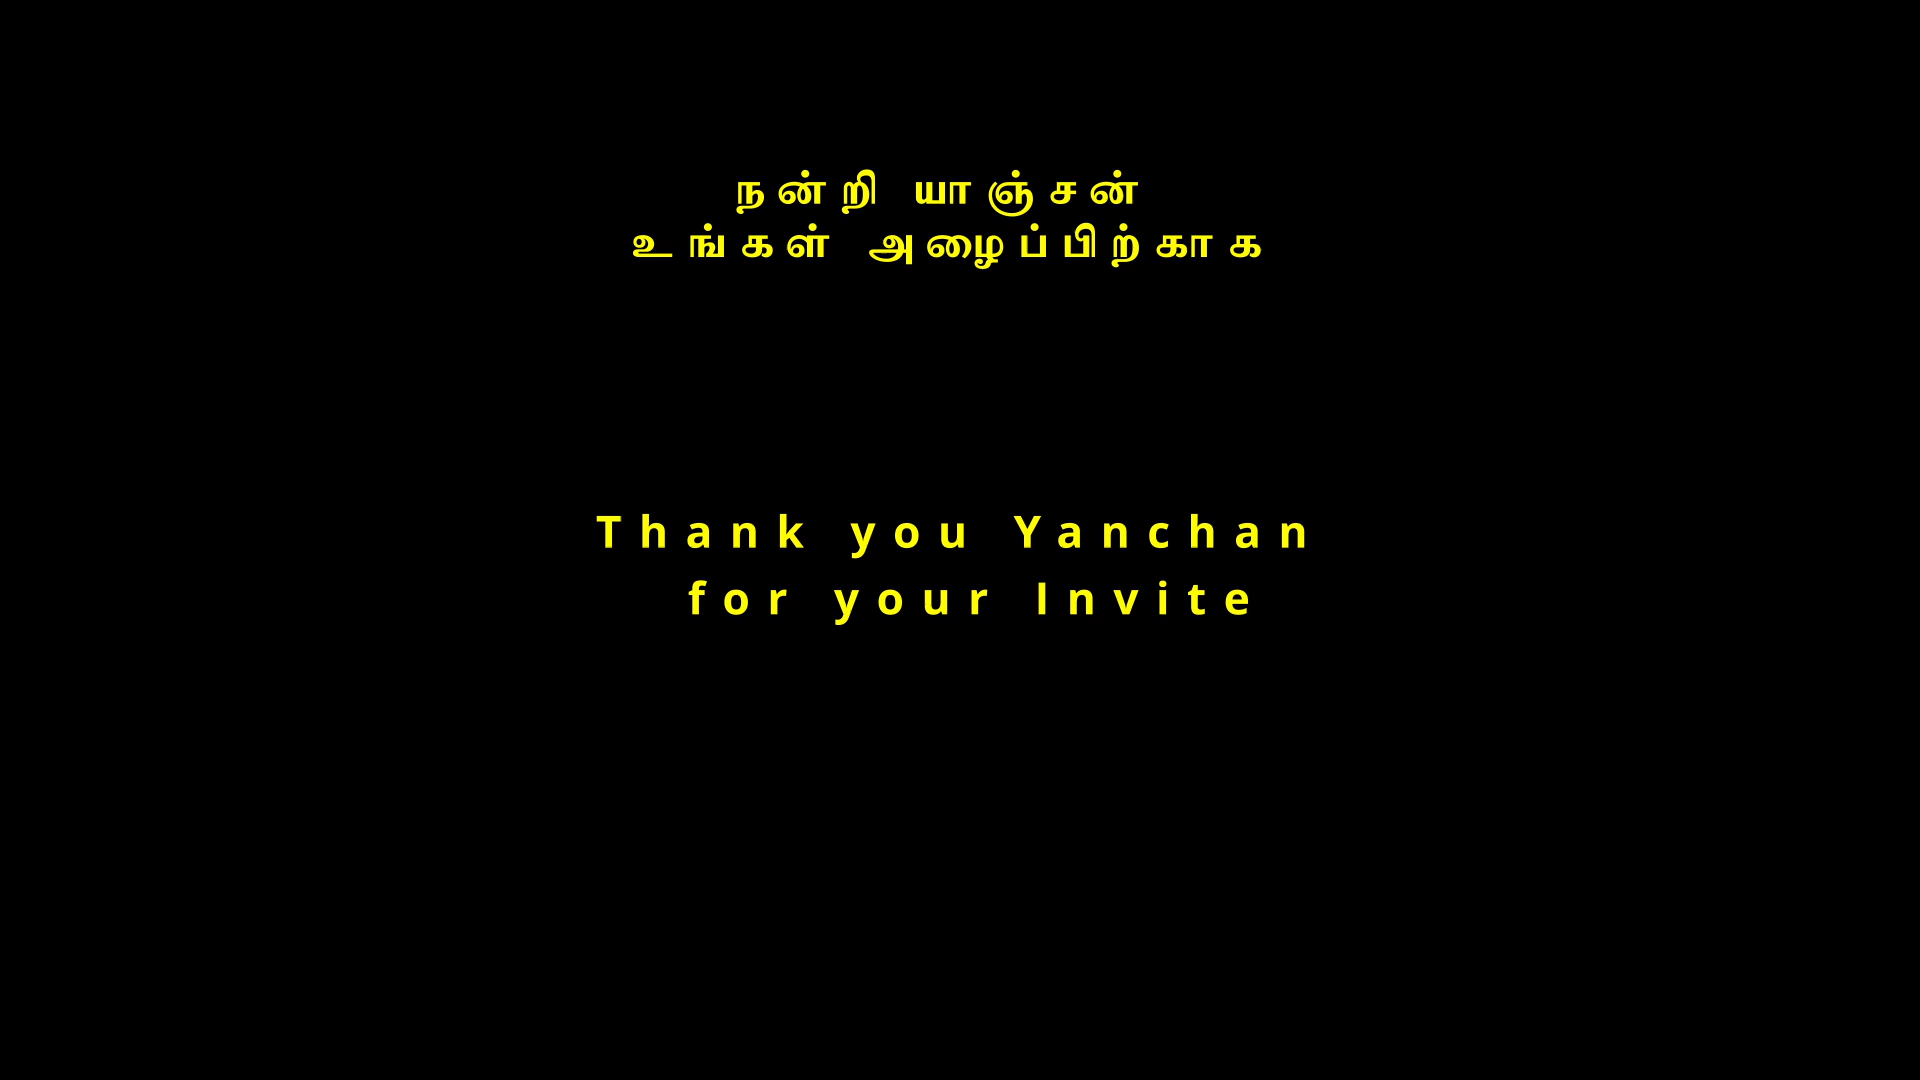 நன்றி யாஞ்சன்
உங்கள் அழைப்பிற்காக
Thank you Yanchan
for your Invite